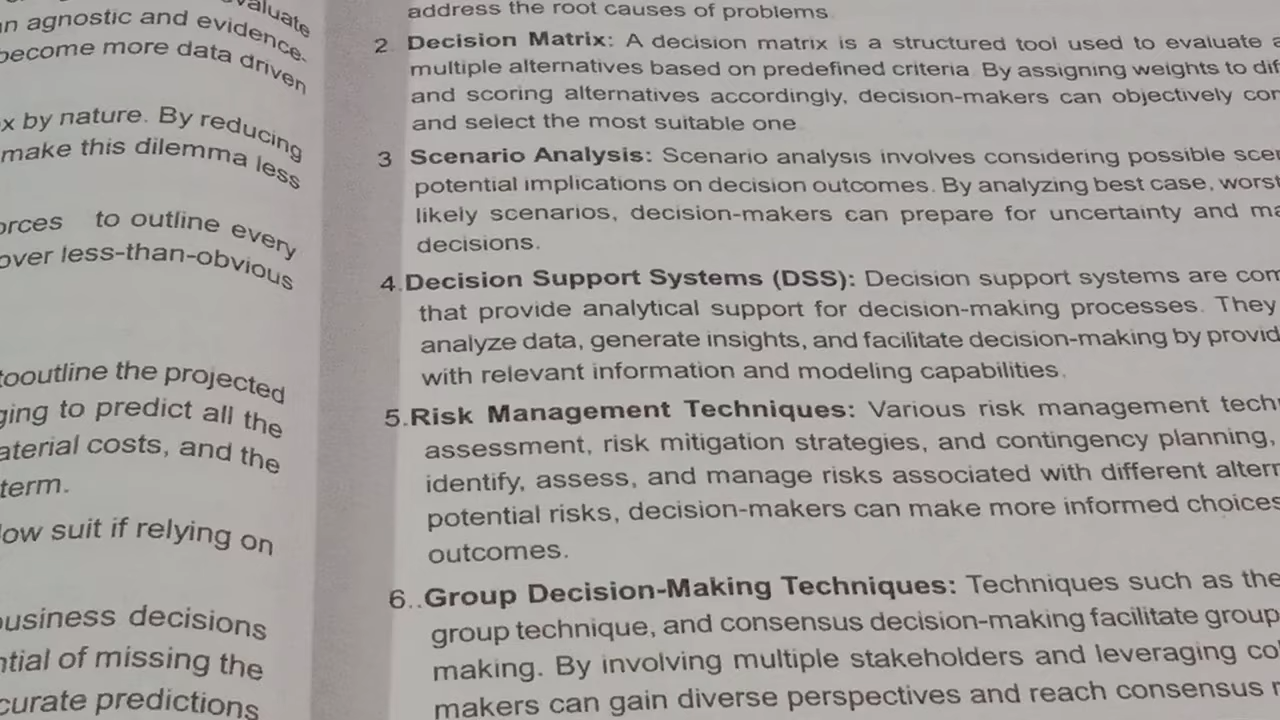 n agnostic and evidence-
become more data driven
x by nature. By reducing
make this dilemma less
orces to outline every
over less-than-obvious
tooutline the projected
ging to predict all the
aterial costs, and the
term.
low suit if relying on
business decisions
ntial of missing the
curate predictions
address the root causes of problems
2 Decision Matrix: A decision matrix is a structured tool used to evaluate a
multiple alternatives based on predefined criteria By assigning weights to dif
and scoring alternatives accordingly, decision-makers can objectively con
and select the most suitable one
3 Scenario Analysis: Scenario analysis involves considering possible scen
potential implications on decision outcomes. By analyzing best case, worst
likely scenarios, decision-makers can prepare for uncertainty and ma
decisions.
4.Decision Support Systems (DSS): Decision support systems are com
that provide analytical support for decision-making processes. They
analyze data, generate insights, and facilitate decision-making by provid
with relevant information and modeling capabilities.
5.Risk Management Techniques: Various risk management techn
assessment, risk mitigation strategies, and contingency planning,
identify, assess, and manage risks associated with different altern
potential risks, decision-makers can make more informed choices
outcomes.
6..Group Decision-Making Techniques: Techniques such as the
group technique, and consensus decision-making facilitate group
making. By involving multiple stakeholders and leveraging co
makers can gain diverse perspectives and reach consensus